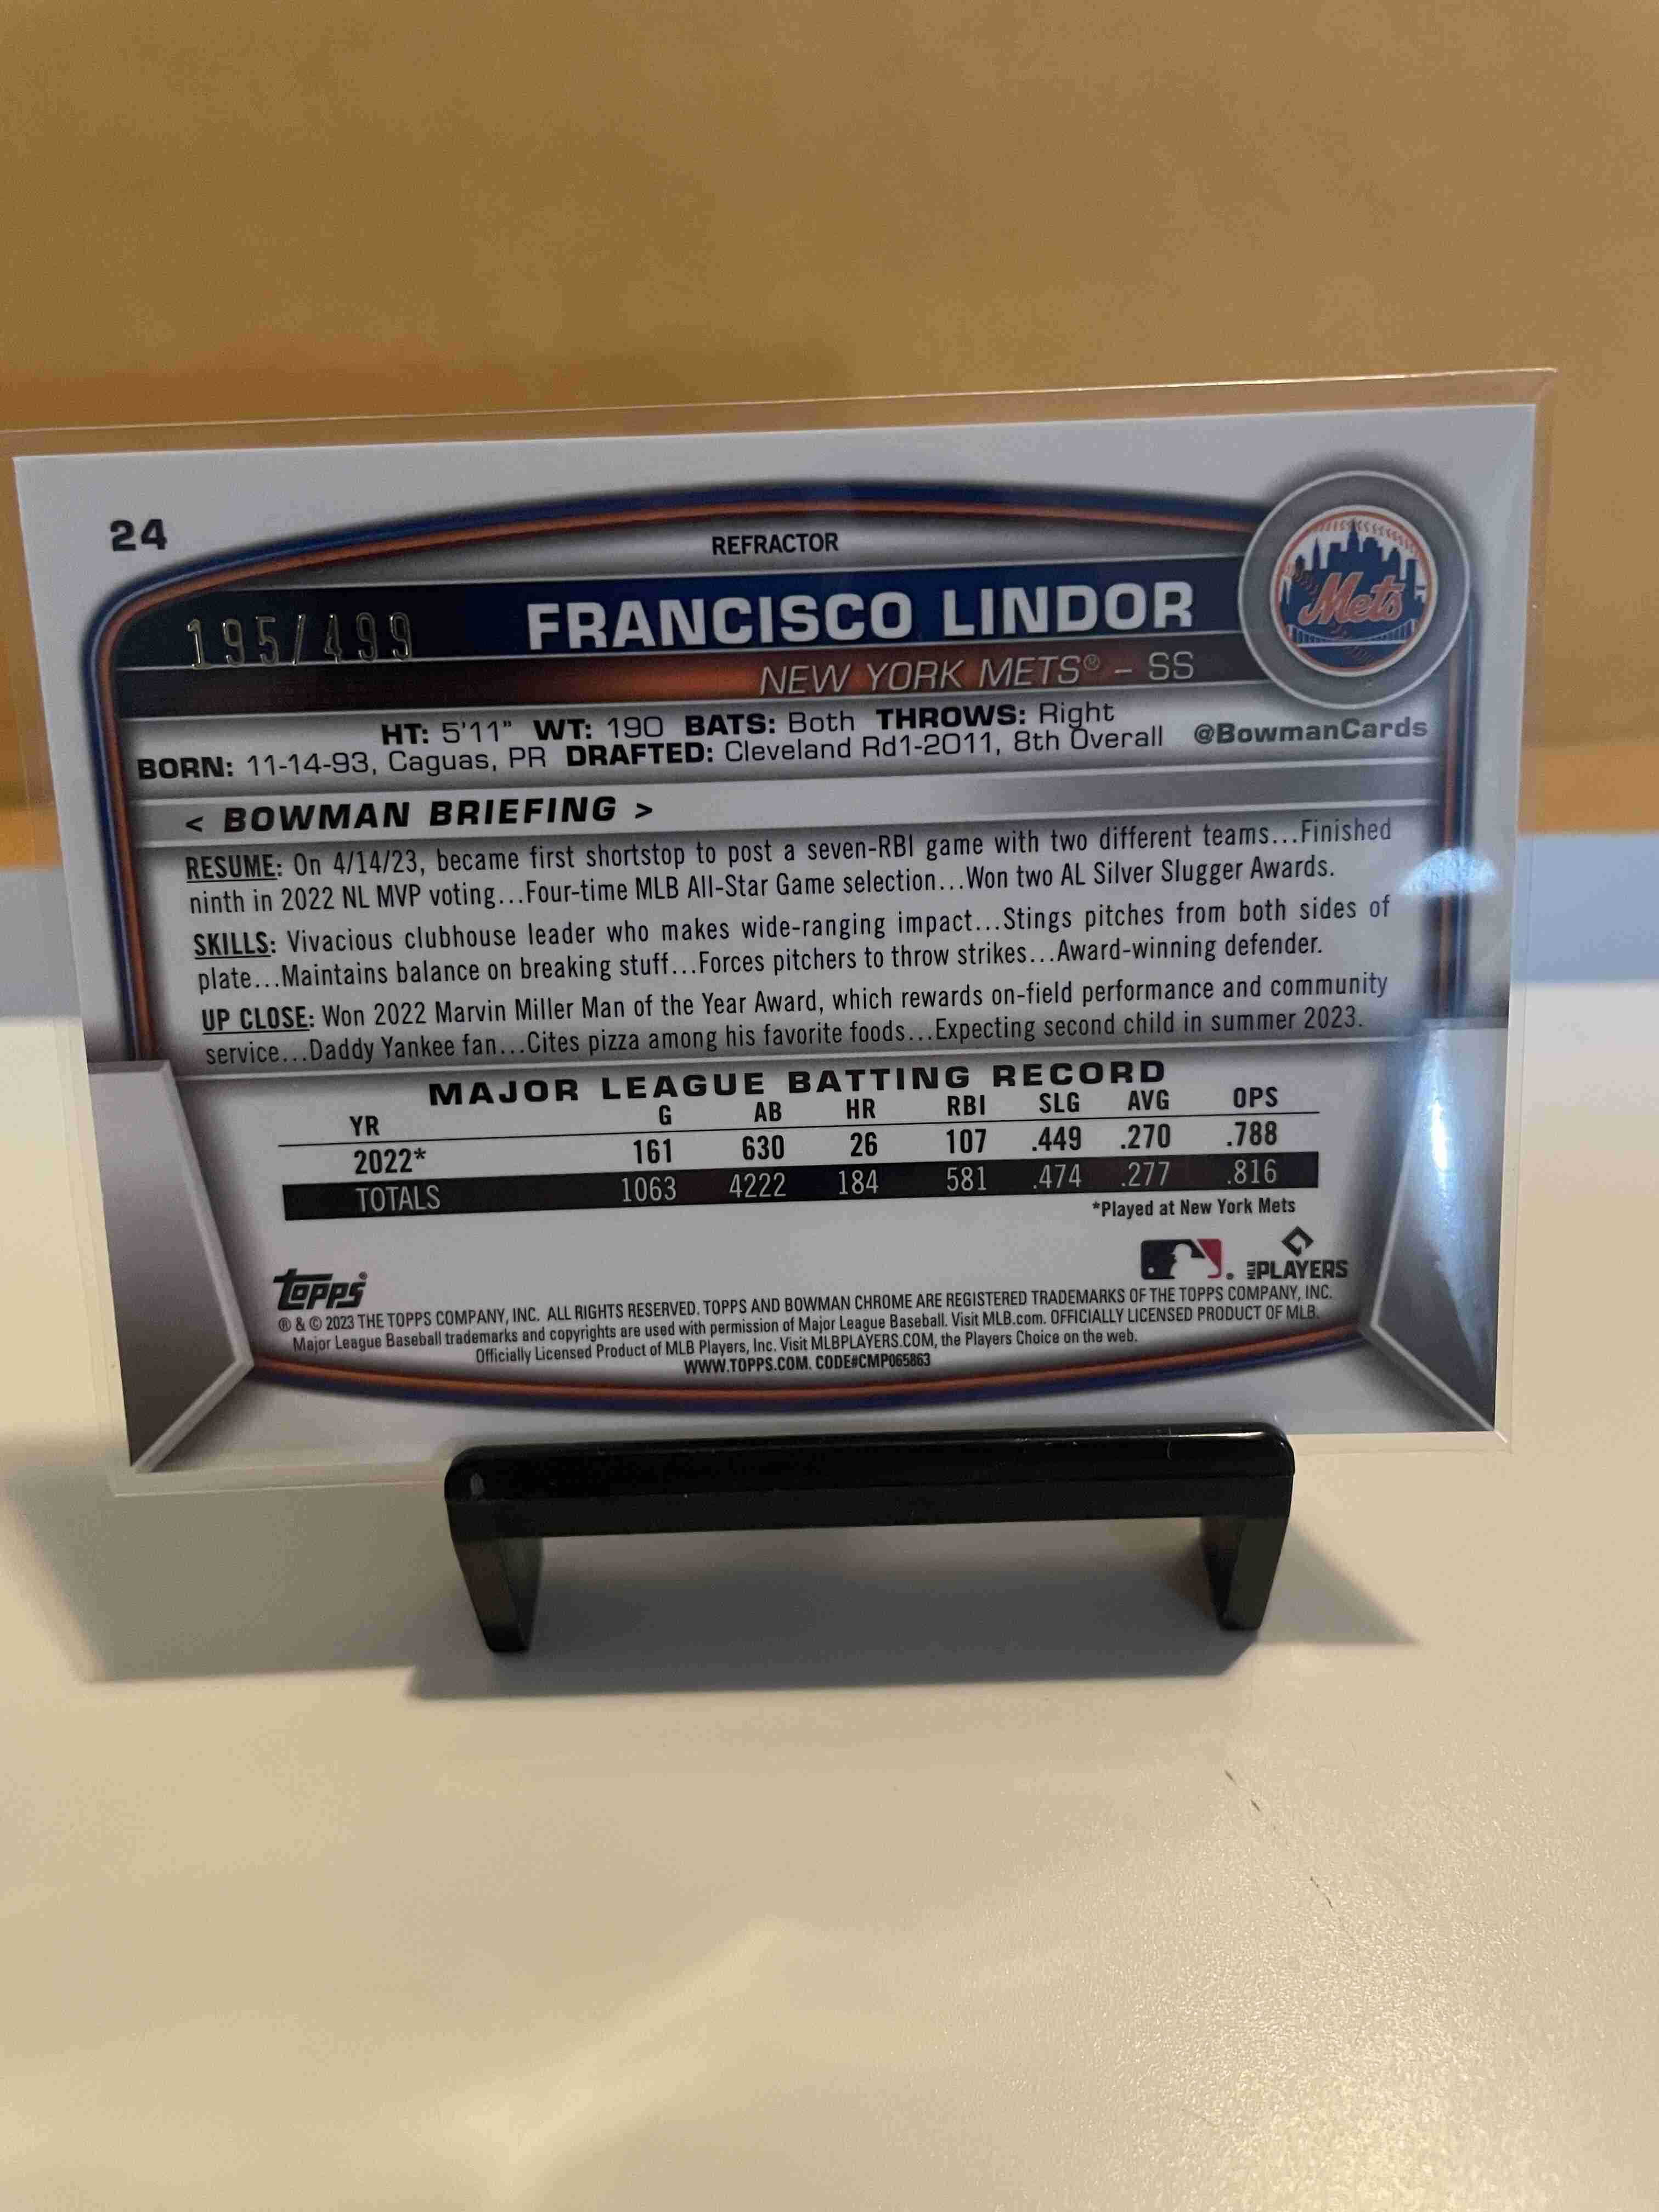 24
REFRACTOR
195/499
FRANCISCO LINDOR
Mets
NEW YORK METS® – SS
HT: 5'11" WT: 190 BATS: Both THROWS: Right
BORN: 11-14-93, Caguas, PR DRAFTED: Cleveland Rd1-2011, 8th Overall @BowmanCards
< BOWMAN BRIEFING >
RESUME: On 4/14/23, became first shortstop to post a seven-RBI game with two different teams...Finished
ninth in 2022 NL MVP voting...Four-time MLB All-Star Game selection...Won two AL Silver Slugger Awards.
SKILLS: Vivacious clubhouse leader who makes wide-ranging impact...Stings pitches from both sides of
plate...Maintains balance on breaking stuff...Forces pitchers to throw strikes...Award-winning defender.
UP CLOSE: Won 2022 Marvin Miller Man of the Year Award, which rewards on-field performance and community
service...Daddy Yankee fan...Cites pizza among his favorite foods...Expecting second child in summer 2023.
MAJOR LEAGUE BATTING RECORD
YR G AB HR RBI SLG AVG OPS
2022* 161 630 26 107 .449 .270 .788
TOTALS 1063 4222 184 581 .474 .277 .816
*Played at New York Mets
topps
MLB PLAYERS
® & © 2023 THE TOPPS COMPANY, INC. ALL RIGHTS RESERVED. TOPPS AND BOWMAN CHROME ARE REGISTERED TRADEMARKS OF THE TOPPS COMPANY, INC.
Major League Baseball trademarks and copyrights are used with permission of Major League Baseball. Visit MLB.com. OFFICIALLY LICENSED PRODUCT OF MLB.
Officially Licensed Product of MLB Players, Inc. Visit MLBPLAYERS.COM, the Players Choice on the web.
WWW.TOPPS.COM. CODE#CMP065863